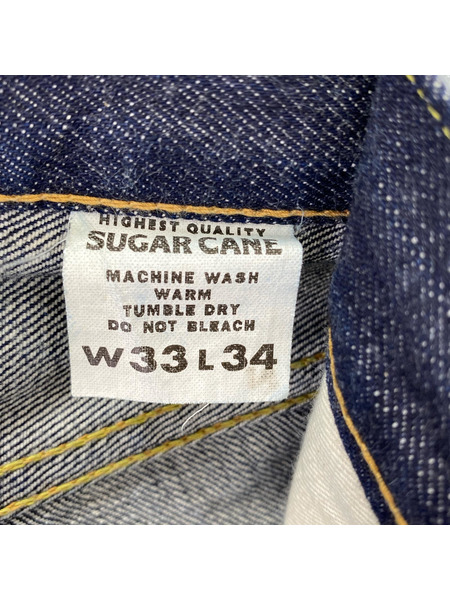 HIGHEST QUALITY
SUGAR CANE
MACHINE WASH
WARM
TUMBLE DRY
DO NOT BLEACH
W33 L34